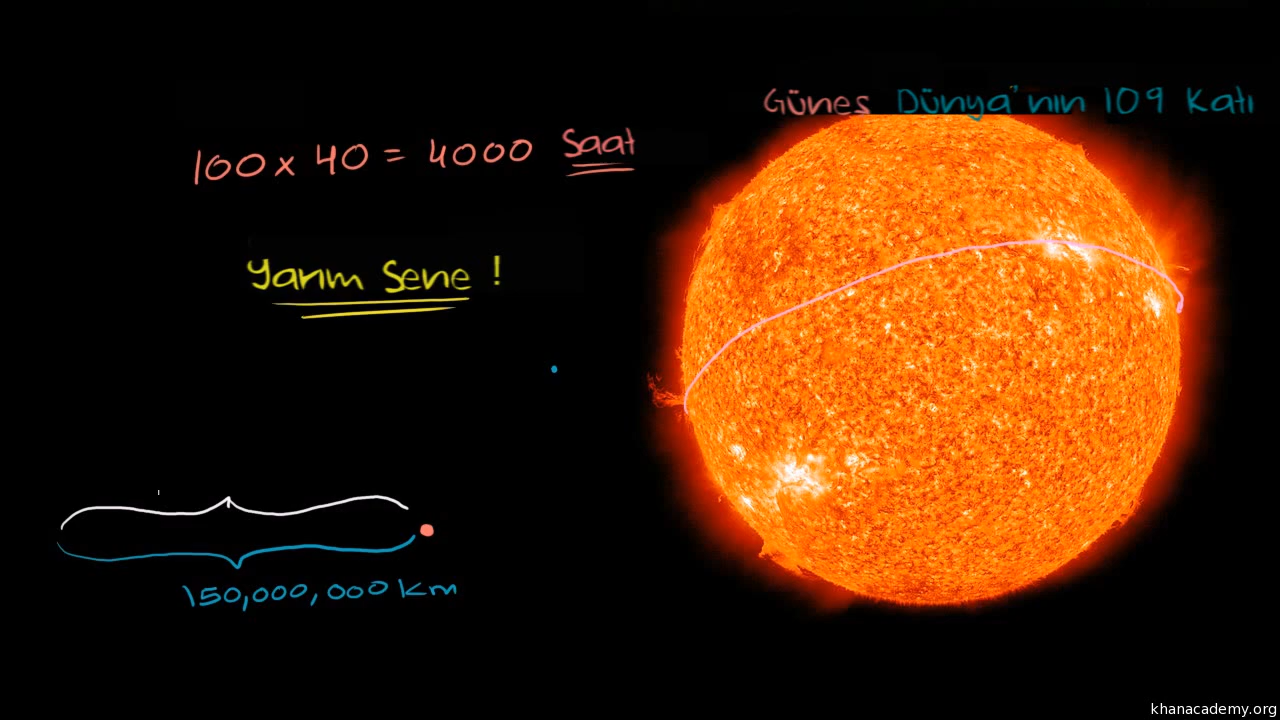 Güneş Dünya'nın 109 Katı
100 x 40 = 4000 Saat
Yarım Sene !
150,000,000 km
khanacademy.org